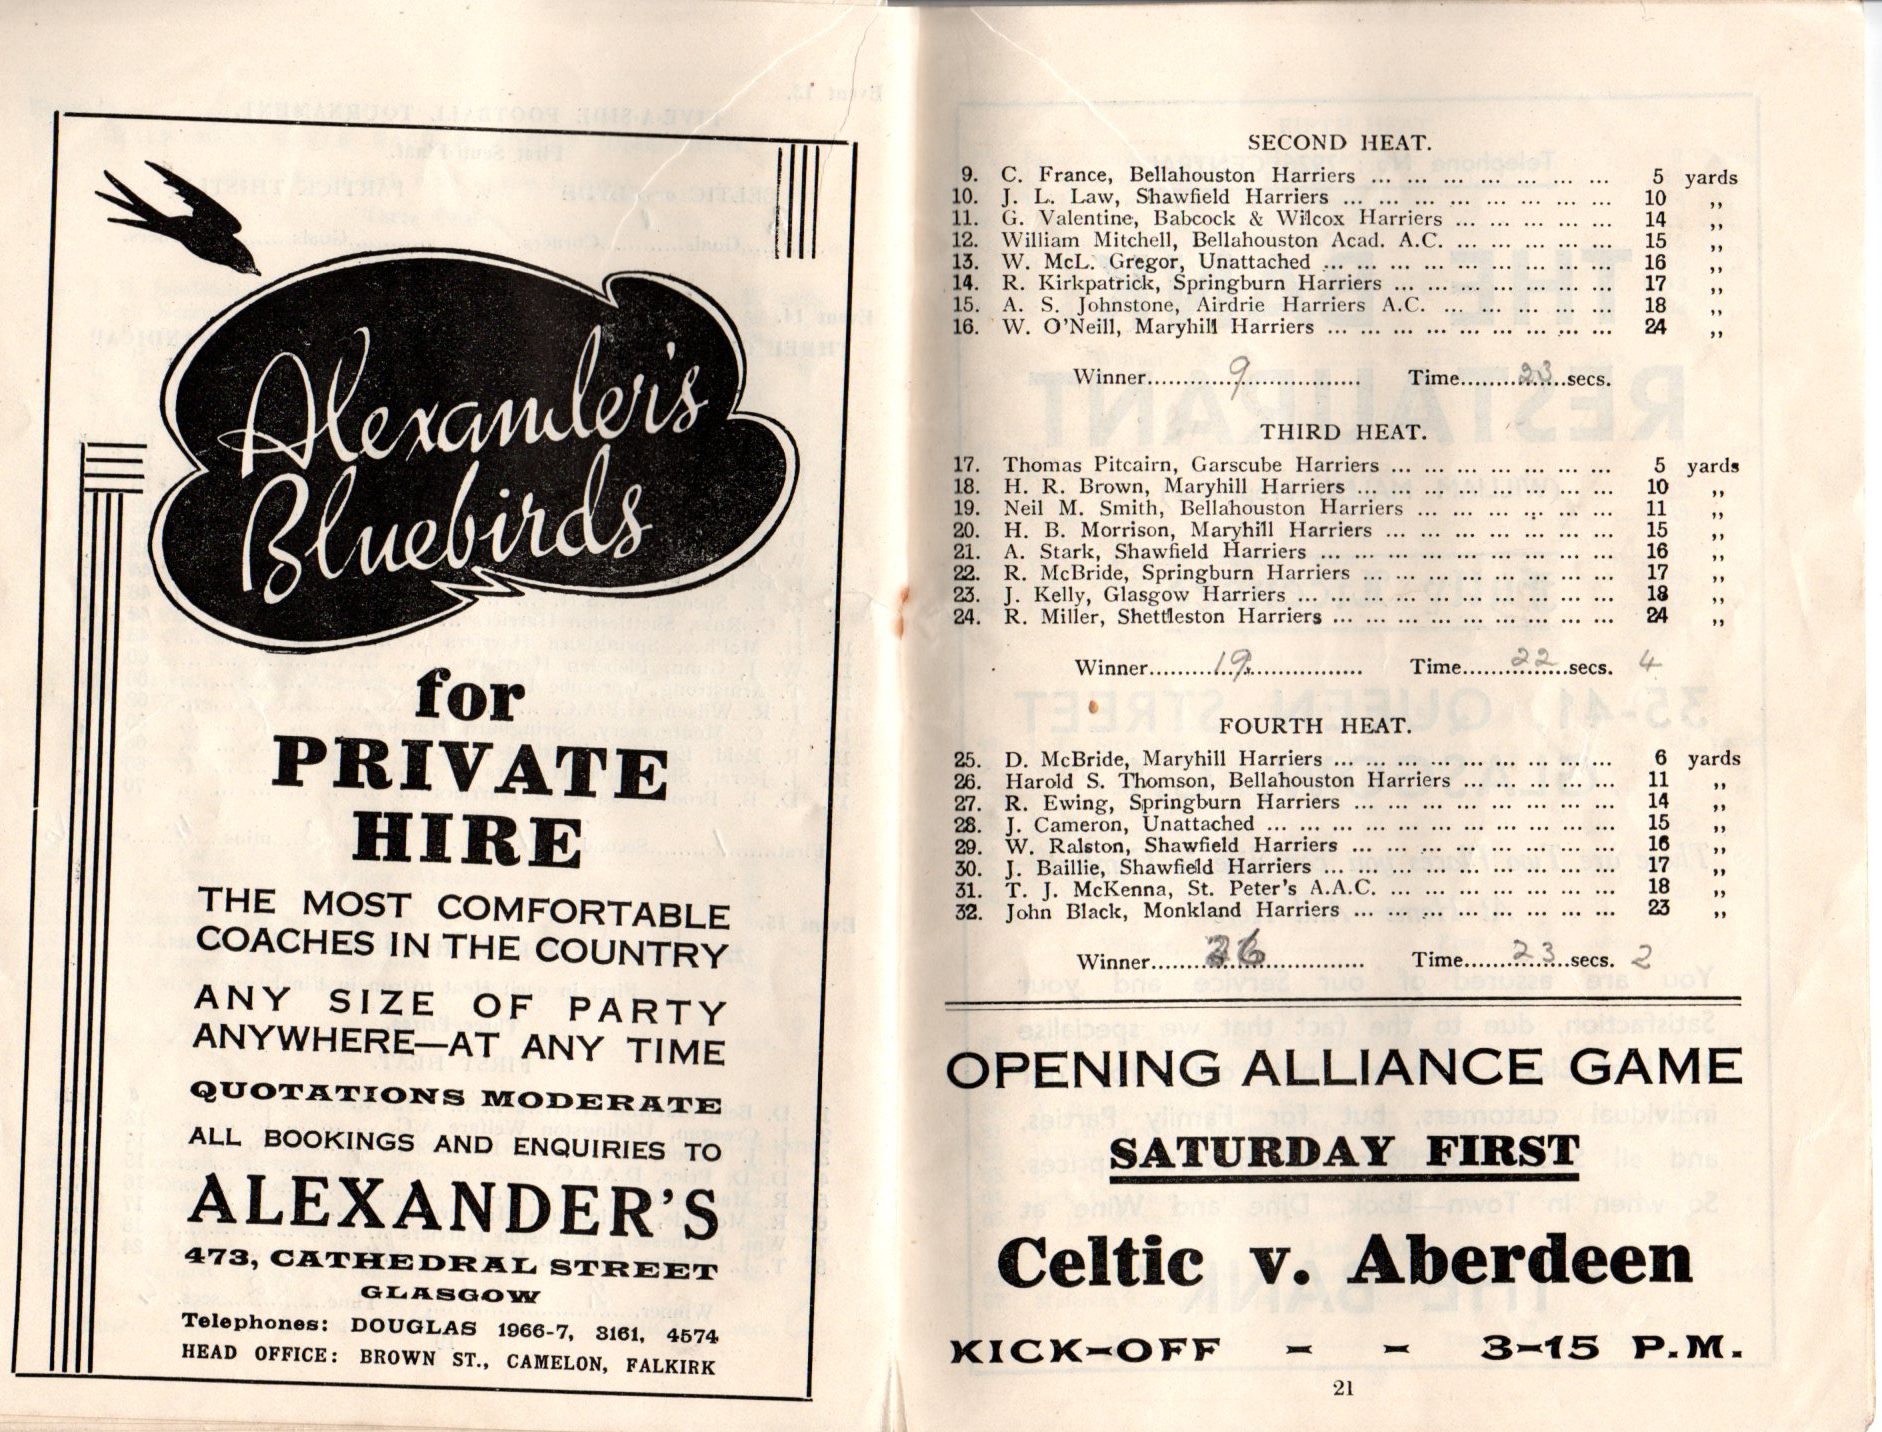 Alexander's
Bluebirds
for
PRIVATE
HIRE
THE MOST COMFORTABLE
COACHES IN THE COUNTRY
ANY SIZE OF PARTY
ANYWHERE—AT ANY TIME
QUOTATIONS MODERATE
ALL BOOKINGS AND ENQUIRIES TO
ALEXANDER'S
473, CATHEDRAL STREET
GLASGOW
Telephones: DOUGLAS 1966-7, 3161, 4574
HEAD OFFICE: BROWN ST., CAMELON, FALKIRK
SECOND HEAT.
9. C. France, Bellahouston Harriers ... ... ... ... ... ... ... ... 5 yards
10. J. L. Law, Shawfield Harriers ... ... ... ... ... ... ... ... ... 10 ,,
11. G. Valentine, Babcock & Wilcox Harriers ... ... ... ... ... 14 ,,
12. William Mitchell, Bellahouston Acad. A.C. ... ... ... ... ... 15 ,,
13. W. McL. Gregor, Unattached ... ... ... ... ... ... ... ... ... 16 ,,
14. R. Kirkpatrick, Springburn Harriers ... ... ... ... ... ... ... 17 ,,
15. A. S. Johnstone, Airdrie Harriers A.C. ... ... ... ... ... ... 18 ,,
16. W. O'Neill, Maryhill Harriers ... ... ... ... ... ... ... ... ... 24 ,,
Winner..........9.................... Time.........23......secs.
THIRD HEAT.
17. Thomas Pitcairn, Garscube Harriers ... ... ... ... ... ... ... 5 yards
18. H. R. Brown, Maryhill Harriers ... ... ... ... ... ... ... ... 10 ,,
19. Neil M. Smith, Bellahouston Harriers ... ... ... ... ... ... 11 ,,
20. H. B. Morrison, Maryhill Harriers ... ... ... ... ... ... ... 15 ,,
21. A. Stark, Shawfield Harriers ... ... ... ... ... ... ... ... ... 16 ,,
22. R. McBride, Springburn Harriers ... ... ... ... ... ... ... ... 17 ,,
23. J. Kelly, Glasgow Harriers ... ... ... ... ... ... ... ... ... ... 18 ,,
24. R. Miller, Shettleston Harriers ... ... ... ... ... ... ... ... ... 24 ,,
Winner.........19.................... Time.......22.......secs. 4
FOURTH HEAT.
25. D. McBride, Maryhill Harriers ... ... ... ... ... ... ... ... ... 6 yards
26. Harold S. Thomson, Bellahouston Harriers ... ... ... ... ... 11 ,,
27. R. Ewing, Springburn Harriers ... ... ... ... ... ... ... ... 14 ,,
28. J. Cameron, Unattached ... ... ... ... ... ... ... ... ... ... ... 15 ,,
29. W. Ralston, Shawfield Harriers ... ... ... ... ... ... ... ... 16 ,,
30. J. Baillie, Shawfield Harriers ... ... ... ... ... ... ... ... ... 17 ,,
31. T. J. McKenna, St. Peter's A.A.C. ... ... ... ... ... ... ... 18 ,,
32. John Black, Monkland Harriers ... ... ... ... ... ... ... ... 23 ,,
Winner........26.................... Time.......23.......secs. 2
OPENING ALLIANCE GAME
SATURDAY FIRST
Celtic v. Aberdeen
KICK-OFF - - 3-15 P.M.
21